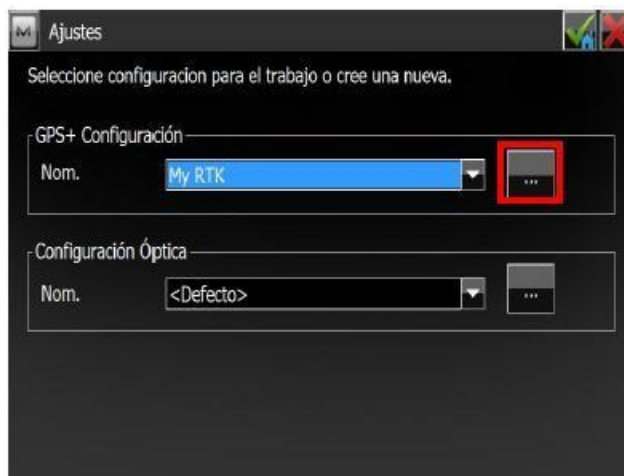 Ajustes
Seleccione configuracion para el trabajo o cree una nueva.
GPS+ Configuración
Nom. My RTK ...
Configuración Óptica
Nom. <Defecto> ...